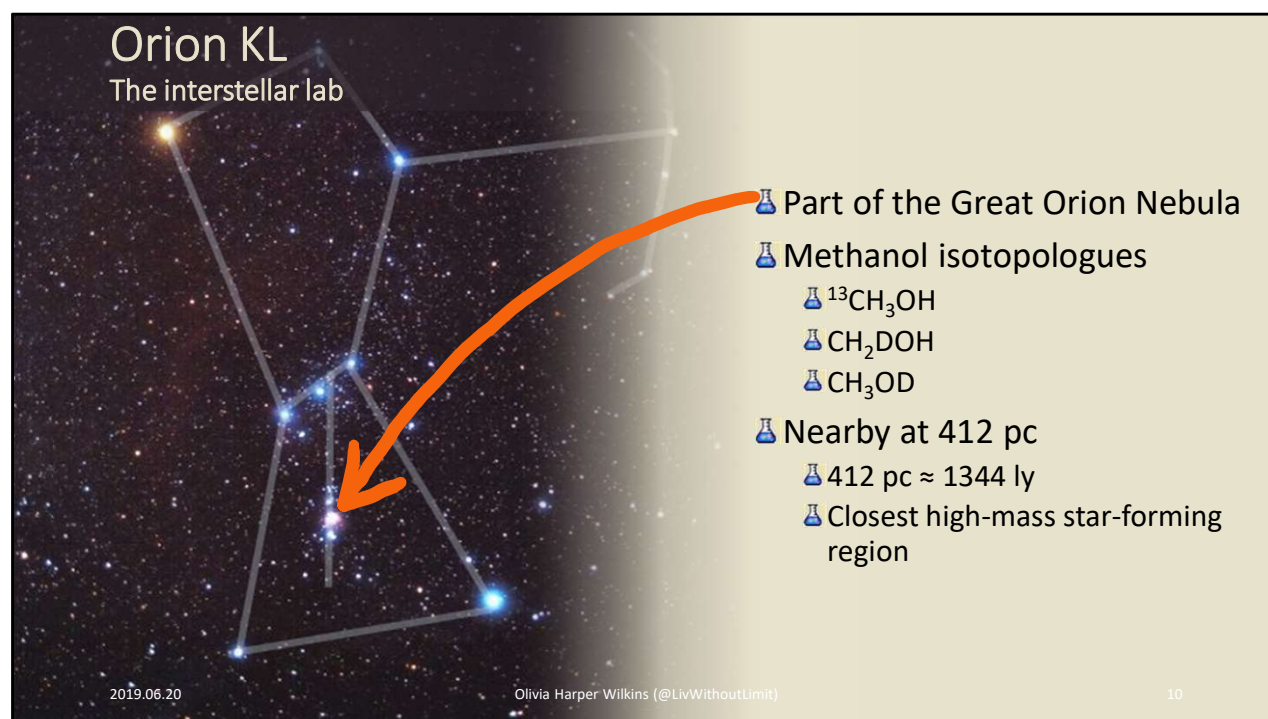 Orion KL
The interstellar lab
Part of the Great Orion Nebula
Methanol isotopologues
¹³CH₃OH
CH₂DOH
CH₃OD
Nearby at 412 pc
412 pc ≈ 1344 ly
Closest high-mass star-forming
region
2019.06.20
Olivia Harper Wilkins (@LivWithoutLimit)
10